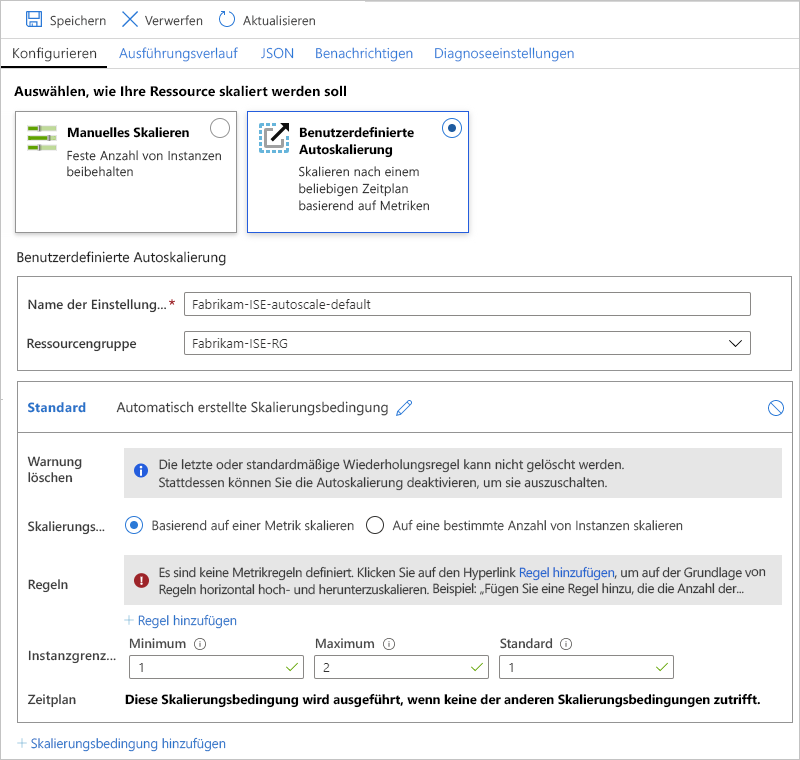 Speichern Verwerfen Aktualisieren
Konfigurieren Ausführungsverlauf JSON Benachrichtigen Diagnoseeinstellungen
Auswählen, wie Ihre Ressource skaliert werden soll
Manuelles Skalieren
Feste Anzahl von Instanzen
beibehalten
Benutzerdefinierte
Autoskalierung
Skalieren nach einem
beliebigen Zeitplan
basierend auf Metriken
Benutzerdefinierte Autoskalierung
Name der Einstellung...* Fabrikam-ISE-autoscale-default
Ressourcengruppe Fabrikam-ISE-RG
Standard Automatisch erstellte Skalierungsbedingung
Warnung
löschen
Die letzte oder standardmäßige Wiederholungsregel kann nicht gelöscht werden.
Stattdessen können Sie die Autoskalierung deaktivieren, um sie auszuschalten.
Skalierungs... Basierend auf einer Metrik skalieren Auf eine bestimmte Anzahl von Instanzen skalieren
Regeln
Es sind keine Metrikregeln definiert. Klicken Sie auf den Hyperlink Regel hinzufügen, um auf der Grundlage von
Regeln horizontal hoch- und herunterzuskalieren. Beispiel: „Fügen Sie eine Regel hinzu, die die Anzahl der...
+ Regel hinzufügen
Instanzgrenz...
Minimum Maximum Standard
1 2 1
Zeitplan Diese Skalierungsbedingung wird ausgeführt, wenn keine der anderen Skalierungsbedingungen zutrifft.
+ Skalierungsbedingung hinzufügen